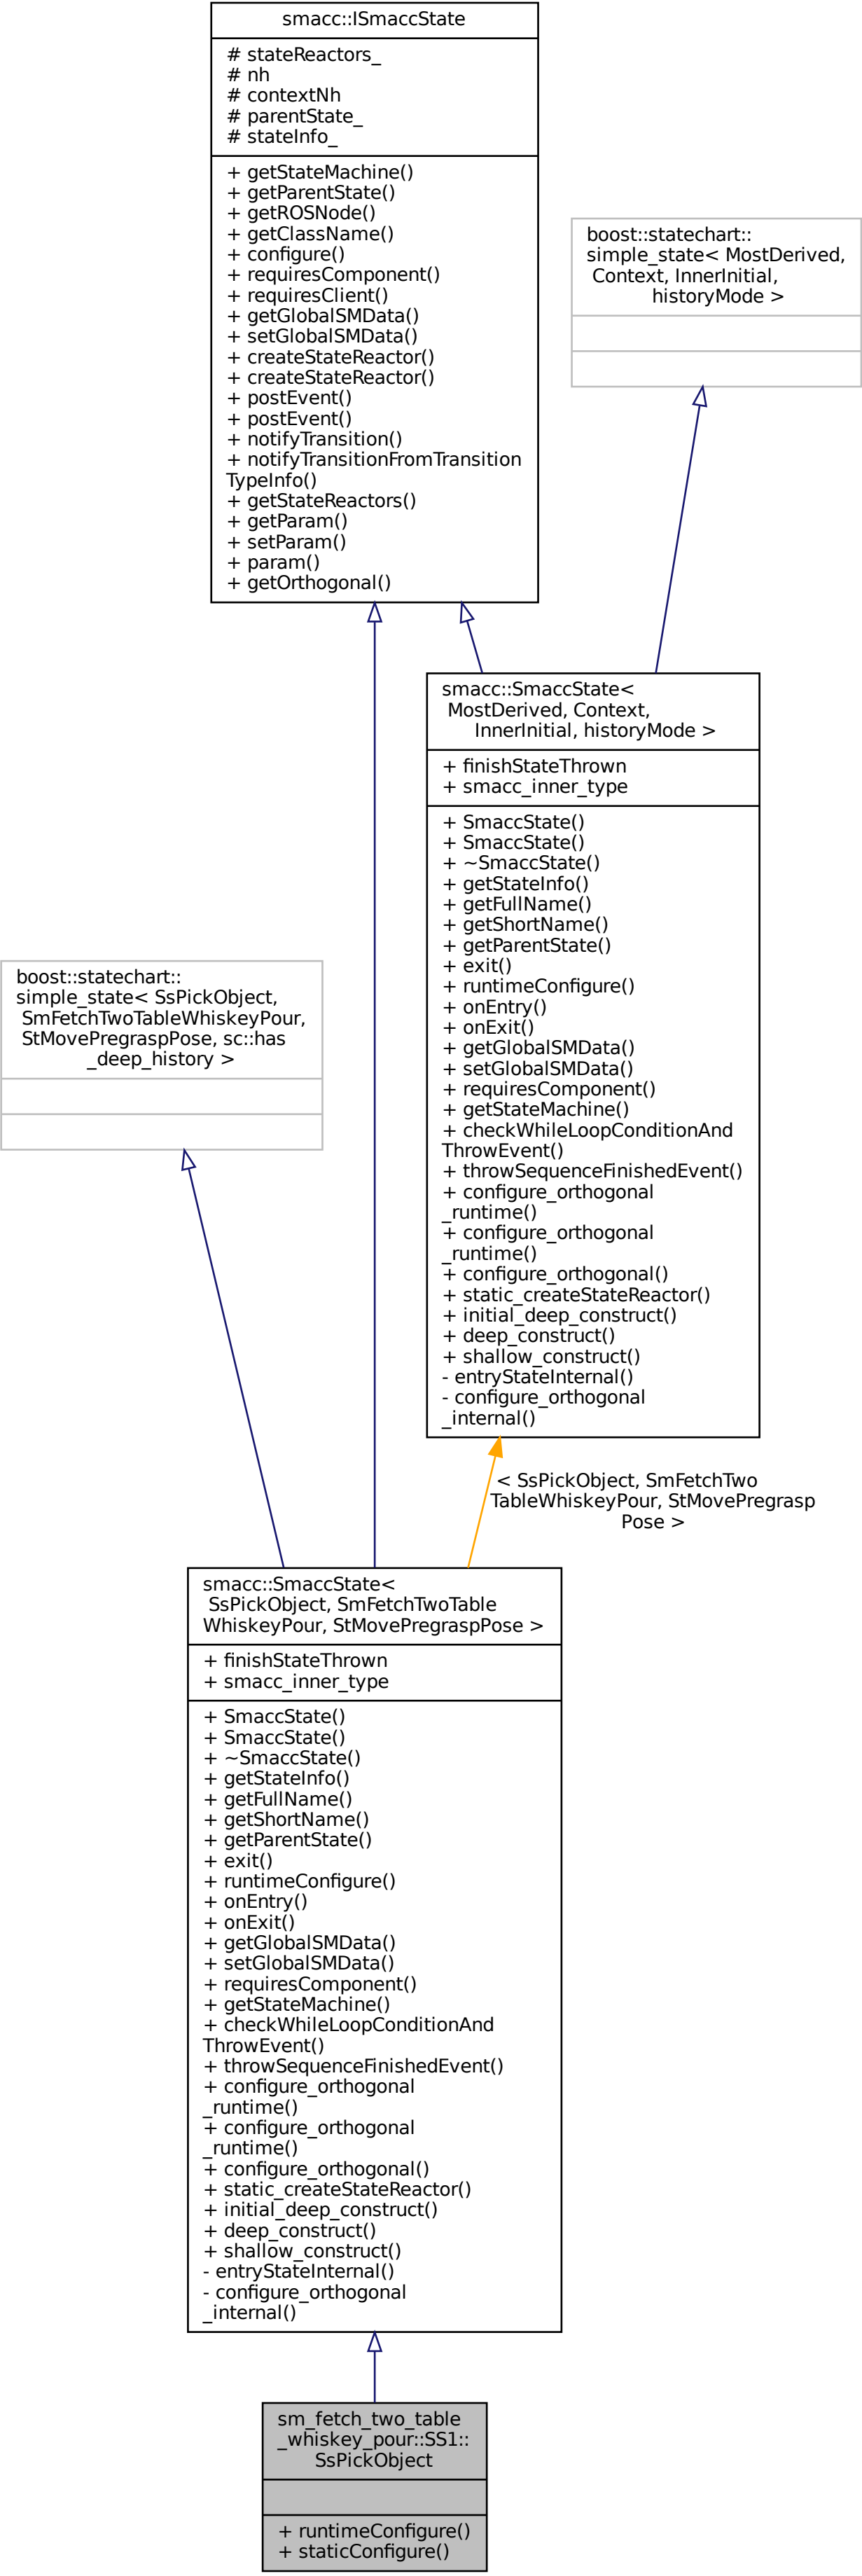 smacc::ISmaccState
# stateReactors_
# nh
# contextNh
# parentState_
# stateInfo_
+ getStateMachine()
+ getParentState()
+ getROSNode()
+ getClassName()
+ configure()
+ requiresComponent()
+ requiresClient()
+ getGlobalSMData()
+ setGlobalSMData()
+ createStateReactor()
+ createStateReactor()
+ postEvent()
+ postEvent()
+ notifyTransition()
+ notifyTransitionFromTransition
TypeInfo()
+ getStateReactors()
+ getParam()
+ setParam()
+ param()
+ getOrthogonal()
boost::statechart::
simple_state< MostDerived,
Context, InnerInitial,
historyMode >
smacc::SmaccState<
MostDerived, Context,
InnerInitial, historyMode >
+ finishStateThrown
+ smacc_inner_type
+ SmaccState()
+ SmaccState()
+ ~SmaccState()
+ getStateInfo()
+ getFullName()
+ getShortName()
+ getParentState()
+ exit()
+ runtimeConfigure()
+ onEntry()
+ onExit()
+ getGlobalSMData()
+ setGlobalSMData()
+ requiresComponent()
+ getStateMachine()
+ checkWhileLoopConditionAnd
ThrowEvent()
+ throwSequenceFinishedEvent()
+ configure_orthogonal
_runtime()
+ configure_orthogonal
_runtime()
+ configure_orthogonal()
+ static_createStateReactor()
+ initial_deep_construct()
+ deep_construct()
+ shallow_construct()
- entryStateInternal()
- configure_orthogonal
_internal()
boost::statechart::
simple_state< SsPickObject,
SmFetchTwoTableWhiskeyPour,
StMovePregraspPose, sc::has
_deep_history >
< SsPickObject, SmFetchTwo
TableWhiskeyPour, StMovePregrasp
Pose >
smacc::SmaccState<
SsPickObject, SmFetchTwoTable
WhiskeyPour, StMovePregraspPose >
+ finishStateThrown
+ smacc_inner_type
+ SmaccState()
+ SmaccState()
+ ~SmaccState()
+ getStateInfo()
+ getFullName()
+ getShortName()
+ getParentState()
+ exit()
+ runtimeConfigure()
+ onEntry()
+ onExit()
+ getGlobalSMData()
+ setGlobalSMData()
+ requiresComponent()
+ getStateMachine()
+ checkWhileLoopConditionAnd
ThrowEvent()
+ throwSequenceFinishedEvent()
+ configure_orthogonal
_runtime()
+ configure_orthogonal
_runtime()
+ configure_orthogonal()
+ static_createStateReactor()
+ initial_deep_construct()
+ deep_construct()
+ shallow_construct()
- entryStateInternal()
- configure_orthogonal
_internal()
sm_fetch_two_table
_whiskey_pour::SS1::
SsPickObject
+ runtimeConfigure()
+ staticConfigure()